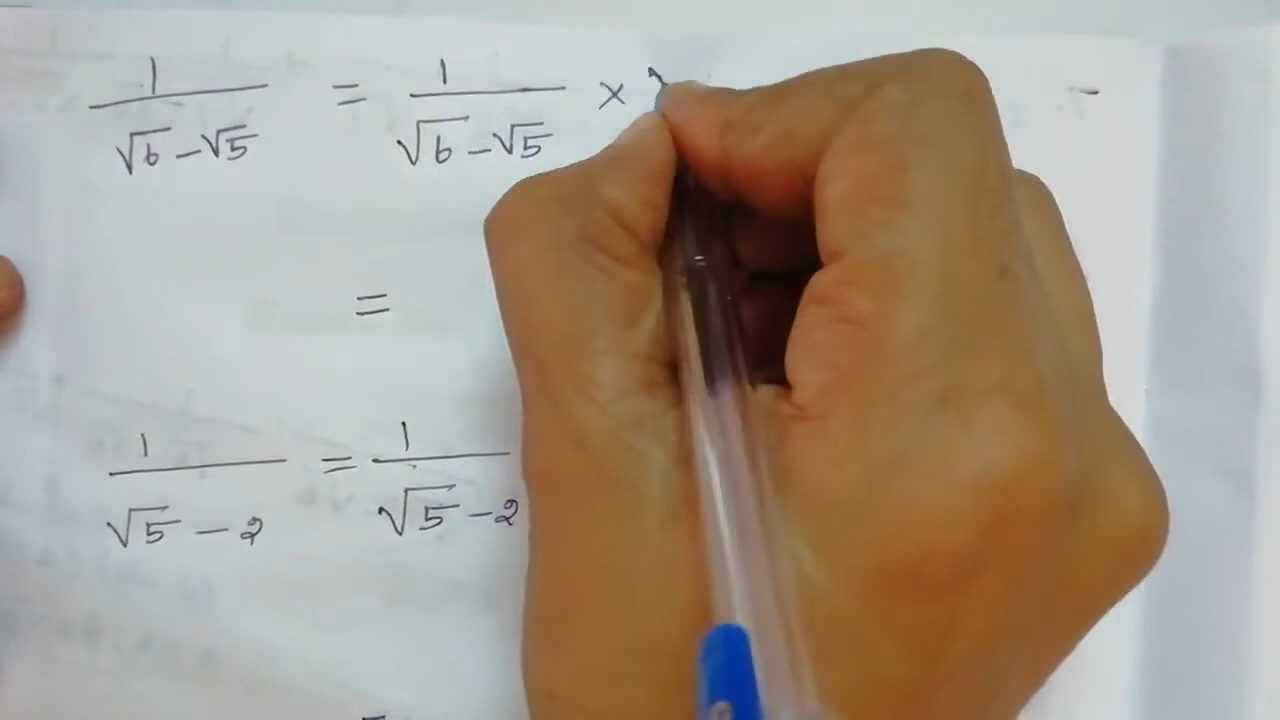 1/(√6-√5) = 1/(√6-√5) ×
=
1/(√5-2) = 1/(√5-2)